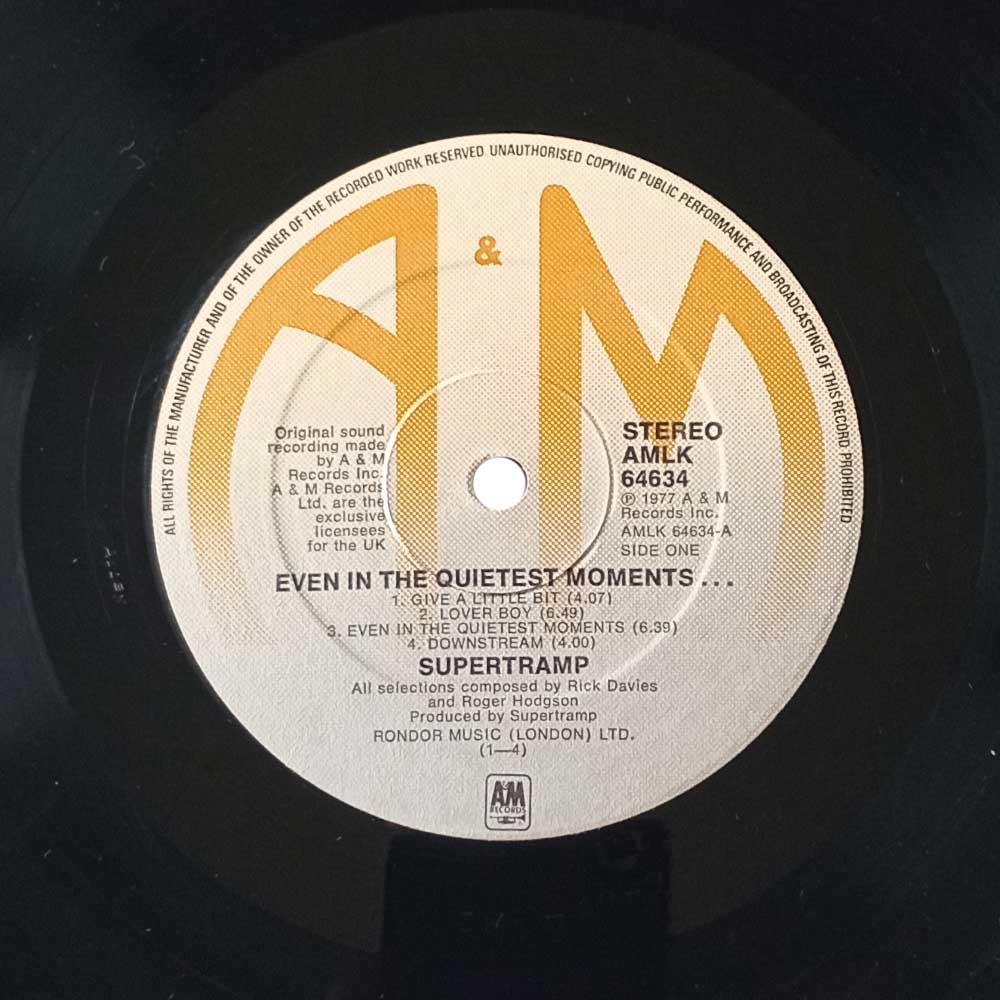 ALL RIGHTS OF THE MANUFACTURER AND OF THE OWNER OF THE RECORDED WORK RESERVED UNAUTHORISED COPYING PUBLIC PERFORMANCE AND BROADCASTING OF THIS RECORD PROHIBITED
A & M
Original sound
recording made
by A & M
Records Inc.
A & M Records
Ltd. are the
exclusive
licensees
for the UK
STEREO
AMLK
64634
℗ 1977 A & M
Records Inc.
AMLK 64634-A
SIDE ONE
EVEN IN THE QUIETEST MOMENTS . . .
1. GIVE A LITTLE BIT (4.07)
2. LOVER BOY (6.49)
3. EVEN IN THE QUIETEST MOMENTS (6.39)
4. DOWNSTREAM (4.00)
SUPERTRAMP
All selections composed by Rick Davies
and Roger Hodgson
Produced by Supertramp
RONDOR MUSIC (LONDON) LTD.
(1—4)
A&M
RECORDS